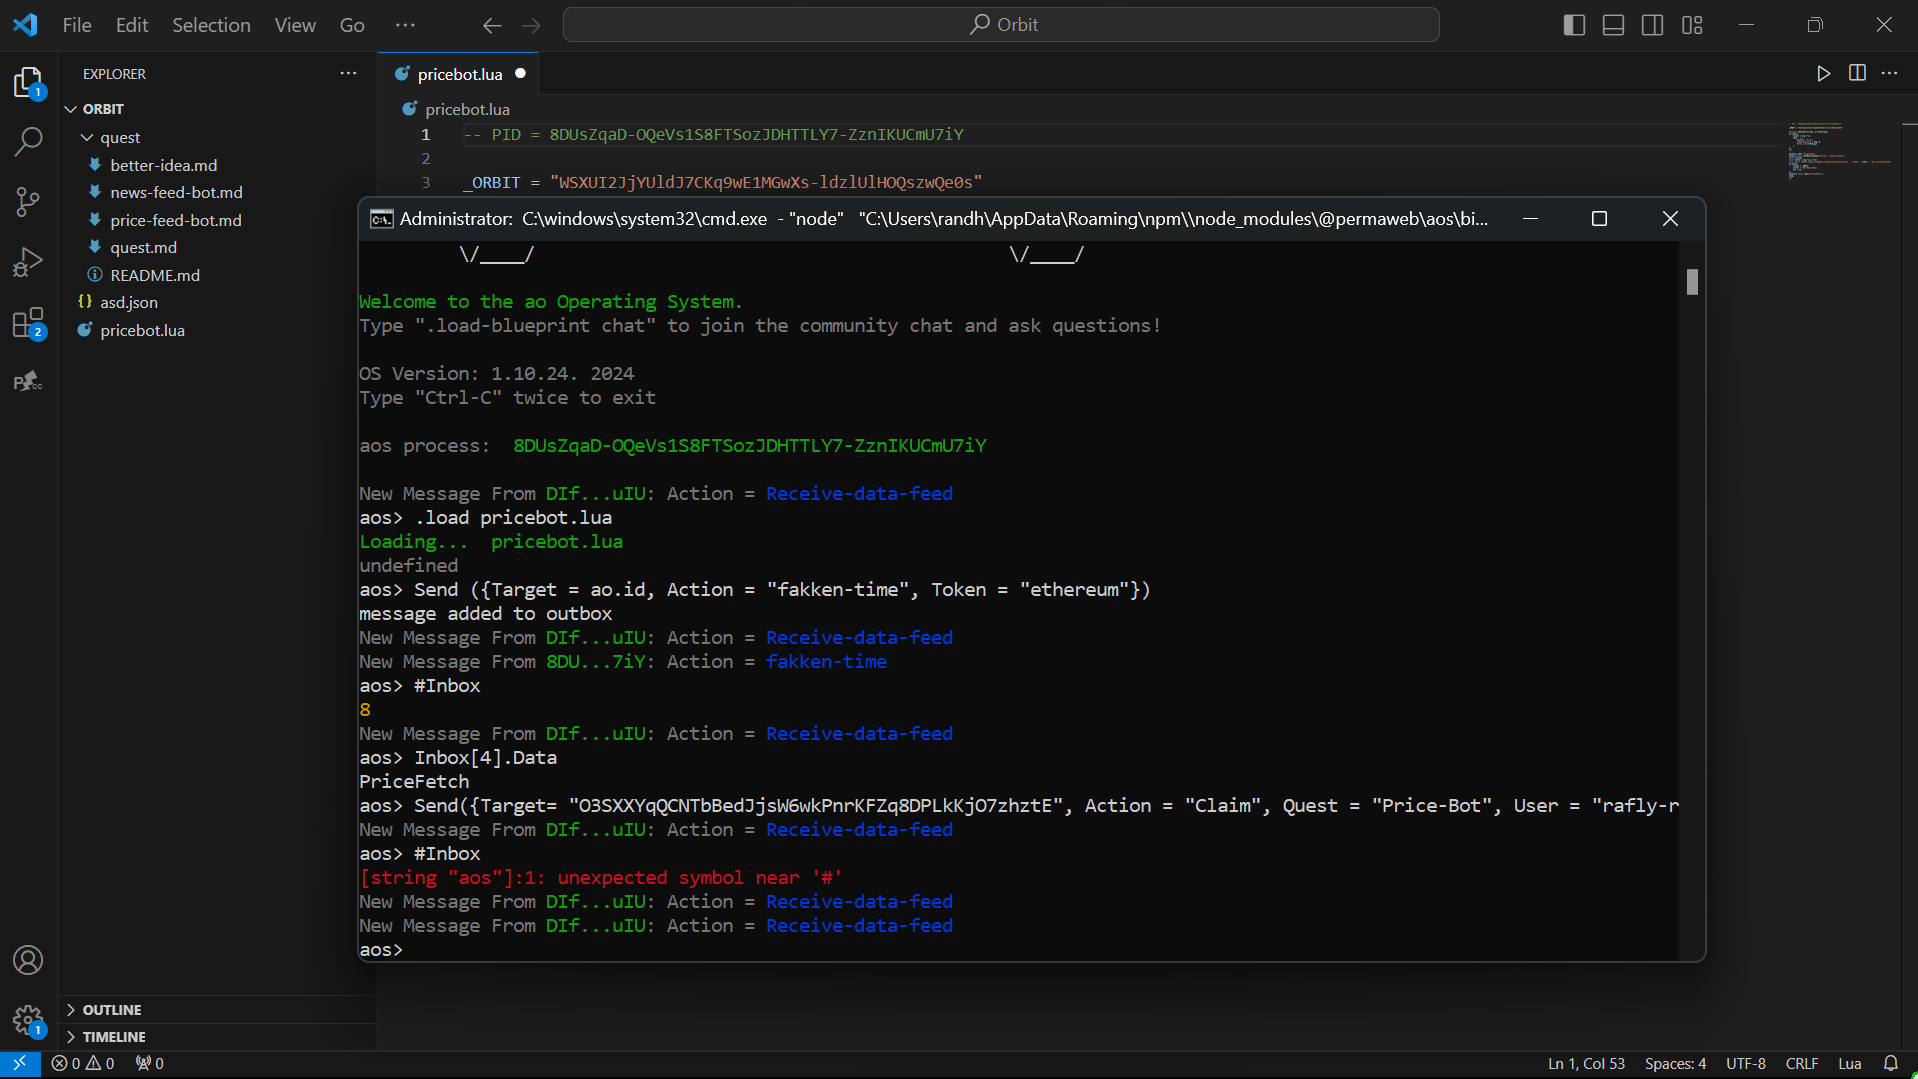 File Edit Selection View Go ··· Orbit
EXPLORER ···
ORBIT
quest
better-idea.md
news-feed-bot.md
price-feed-bot.md
quest.md
README.md
asd.json
pricebot.lua
1
2
P cc
1
pricebot.lua
pricebot.lua
1 -- PID = 8DUsZqaD-OQeVs1S8FTSozJDHTTLY7-ZznIKUCmU7iY
2
3 _ORBIT = "WSXUI2JjYUldJ7CKq9wE1MGwXs-ldzlUlHOQszwQe0s"
Administrator: C:\windows\system32\cmd.exe - "node" "C:\Users\randh\AppData\Roaming\npm\\node_modules\@permaweb\aos\bi...
\/____/ \/____/
Welcome to the ao Operating System.
Type ".load-blueprint chat" to join the community chat and ask questions!
OS Version: 1.10.24. 2024
Type "Ctrl-C" twice to exit
aos process: 8DUsZqaD-OQeVs1S8FTSozJDHTTLY7-ZznIKUCmU7iY
New Message From DIf...uIU: Action = Receive-data-feed
aos> .load pricebot.lua
Loading... pricebot.lua
undefined
aos> Send ({Target = ao.id, Action = "fakken-time", Token = "ethereum"})
message added to outbox
New Message From DIf...uIU: Action = Receive-data-feed
New Message From 8DU...7iY: Action = fakken-time
aos> #Inbox
8
New Message From DIf...uIU: Action = Receive-data-feed
aos> Inbox[4].Data
PriceFetch
aos> Send({Target= "O3SXXYqQCNTbBedJjsW6wkPnrKFZq8DPLkKjO7zhztE", Action = "Claim", Quest = "Price-Bot", User = "rafly-r
New Message From DIf...uIU: Action = Receive-data-feed
aos> #Inbox
[string "aos"]:1: unexpected symbol near '#'
New Message From DIf...uIU: Action = Receive-data-feed
New Message From DIf...uIU: Action = Receive-data-feed
aos>
OUTLINE
TIMELINE
0 0 0 Ln 1, Col 53 Spaces: 4 UTF-8 CRLF Lua